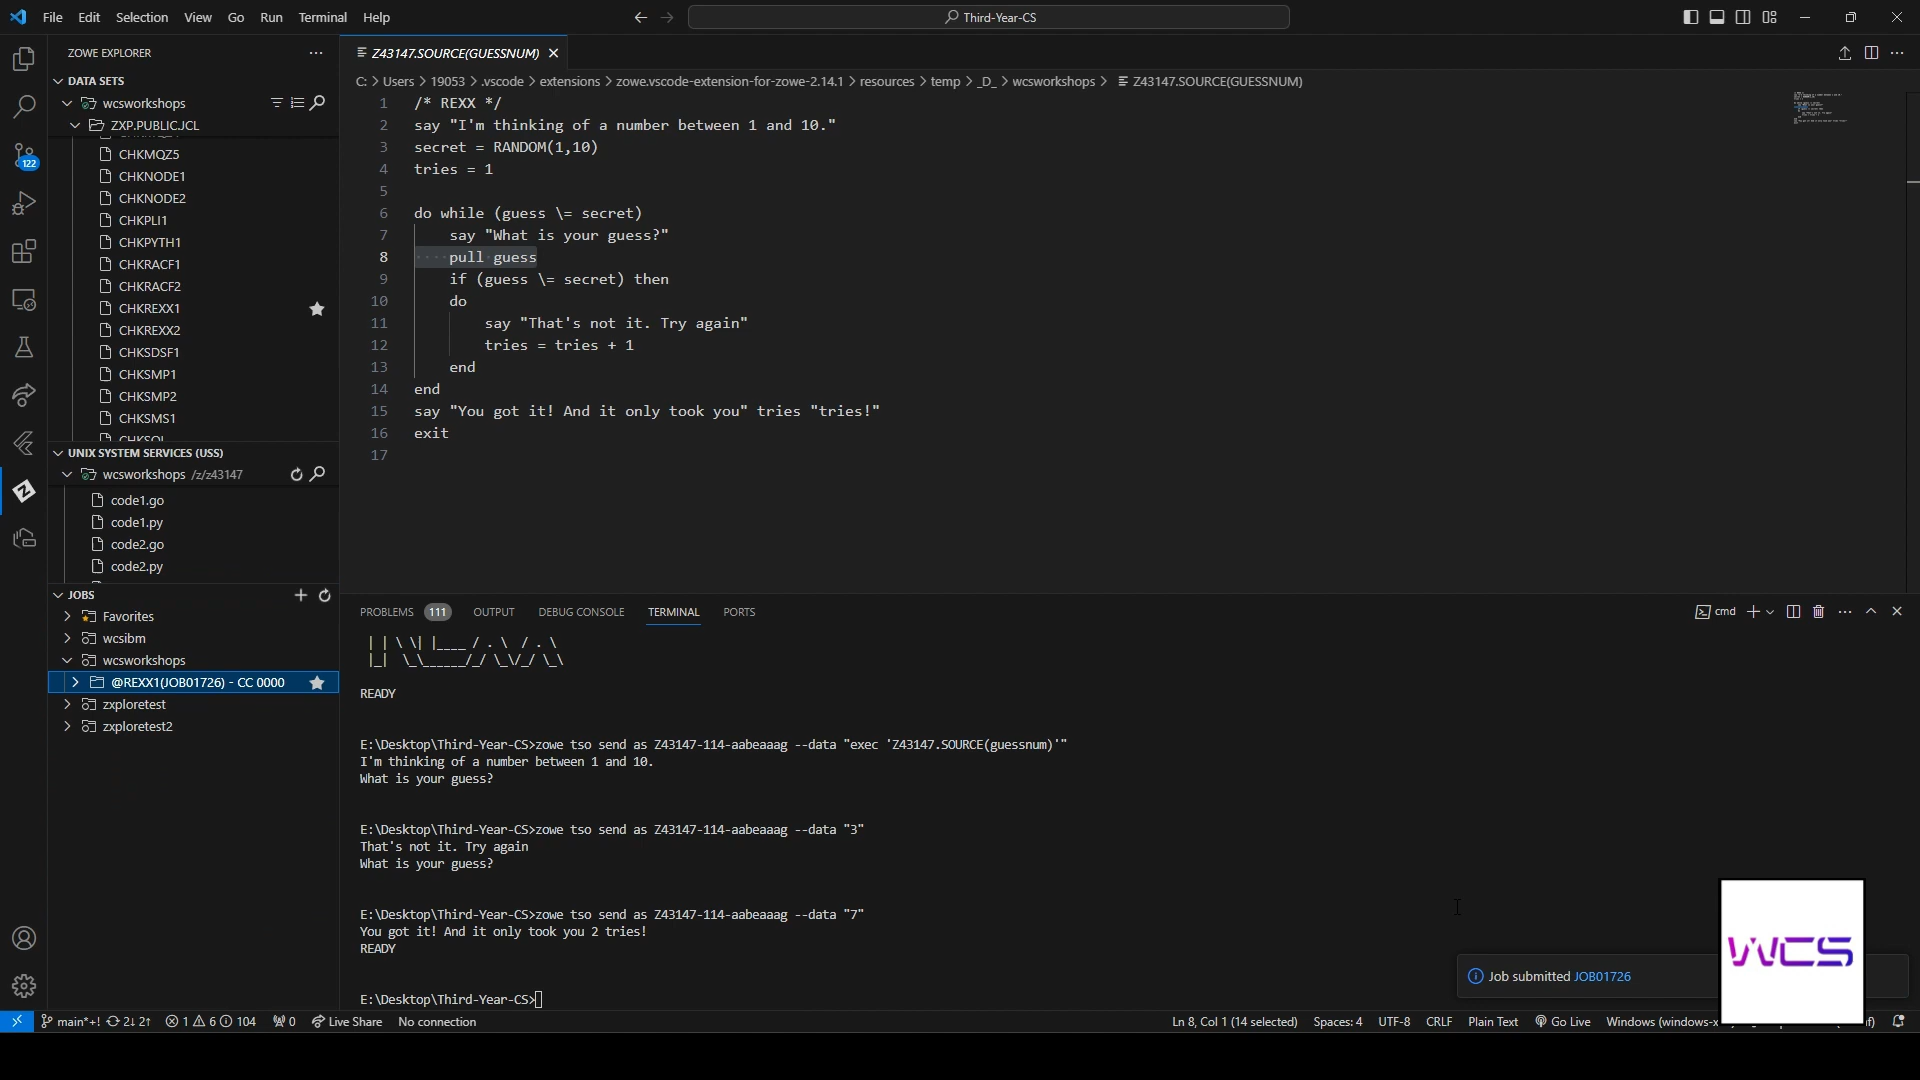 File Edit Selection View Go Run Terminal Help
Third-Year-CS
ZOWE EXPLORER
DATA SETS
wcsworkshops
ZXP.PUBLIC.JCL
CHKMQZ5
CHKNODE1
CHKNODE2
CHKPLI1
CHKPYTH1
CHKRACF1
CHKRACF2
CHKREXX1
CHKREXX2
CHKSDSF1
CHKSMP1
CHKSMP2
CHKSMS1
UNIX SYSTEM SERVICES (USS)
wcsworkshops /z/z43147
code1.go
code1.py
code2.go
code2.py
JOBS
Favorites
wcsibm
wcsworkshops
@REXX1(JOB01726) - CC 0000
zxploretest
zxploretest2
122
Z43147.SOURCE(GUESSNUM)
C: > Users > 19053 > .vscode > extensions > zowe.vscode-extension-for-zowe-2.14.1 > resources > temp > _D_ > wcsworkshops > Z43147.SOURCE(GUESSNUM)
1 /* REXX */
2 say "I'm thinking of a number between 1 and 10."
3 secret = RANDOM(1,10)
4 tries = 1
5
6 do while (guess \= secret)
7 say "What is your guess?"
8 pull guess
9 if (guess \= secret) then
10 do
11 say "That's not it. Try again"
12 tries = tries + 1
13 end
14 end
15 say "You got it! And it only took you" tries "tries!"
16 exit
17
PROBLEMS 111 OUTPUT DEBUG CONSOLE TERMINAL PORTS
cmd
READY
E:\Desktop\Third-Year-CS>zowe tso send as Z43147-114-aabeaaag --data "exec 'Z43147.SOURCE(guessnum)'"
I'm thinking of a number between 1 and 10.
What is your guess?
E:\Desktop\Third-Year-CS>zowe tso send as Z43147-114-aabeaaag --data "3"
That's not it. Try again
What is your guess?
E:\Desktop\Third-Year-CS>zowe tso send as Z43147-114-aabeaaag --data "7"
You got it! And it only took you 2 tries!
READY
E:\Desktop\Third-Year-CS>
Job submitted JOB01726
WCS
main*+! 2↓ 2↑ 1 6 104 0 Live Share No connection
Ln 8, Col 1 (14 selected) Spaces: 4 UTF-8 CRLF Plain Text Go Live Windows (windows-x